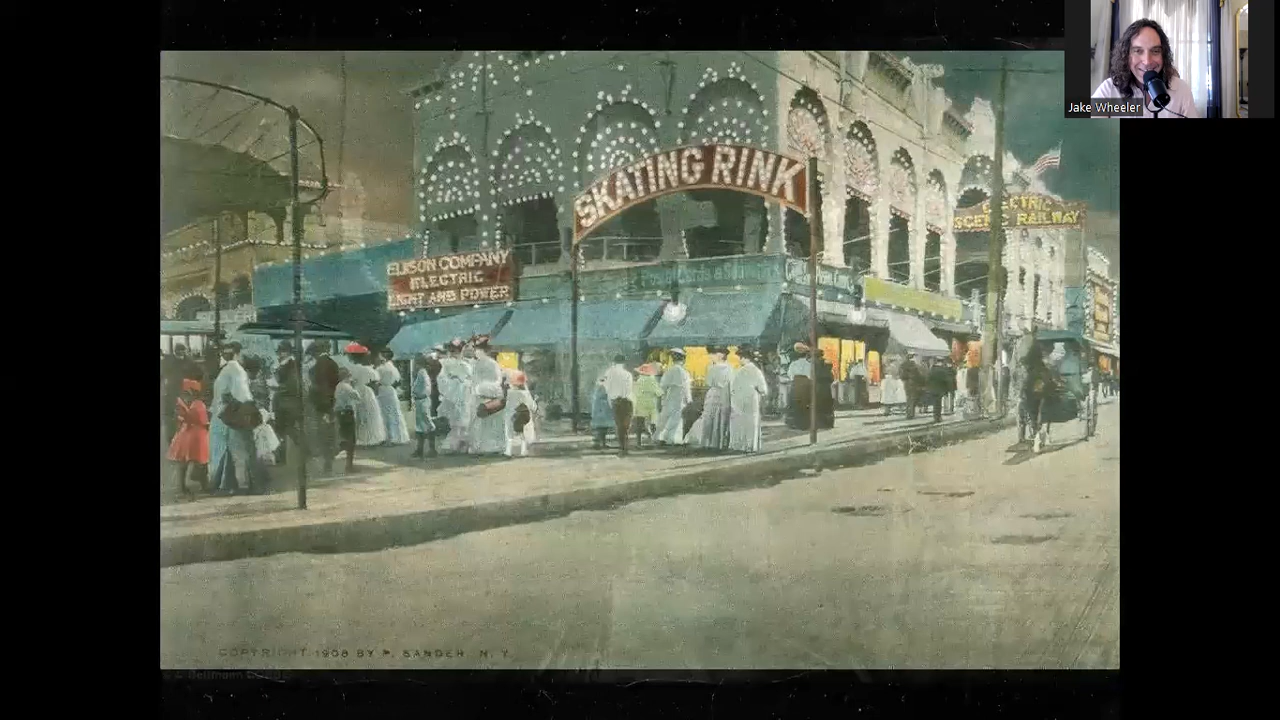 Jake Wheeler
SKATING RINK
ELECTRIC
SCENIC RAILWAY
EDISON COMPANY
ELECTRIC
LIGHT AND POWER
COPYRIGHT 1908 BY P. SANDER, N.Y.